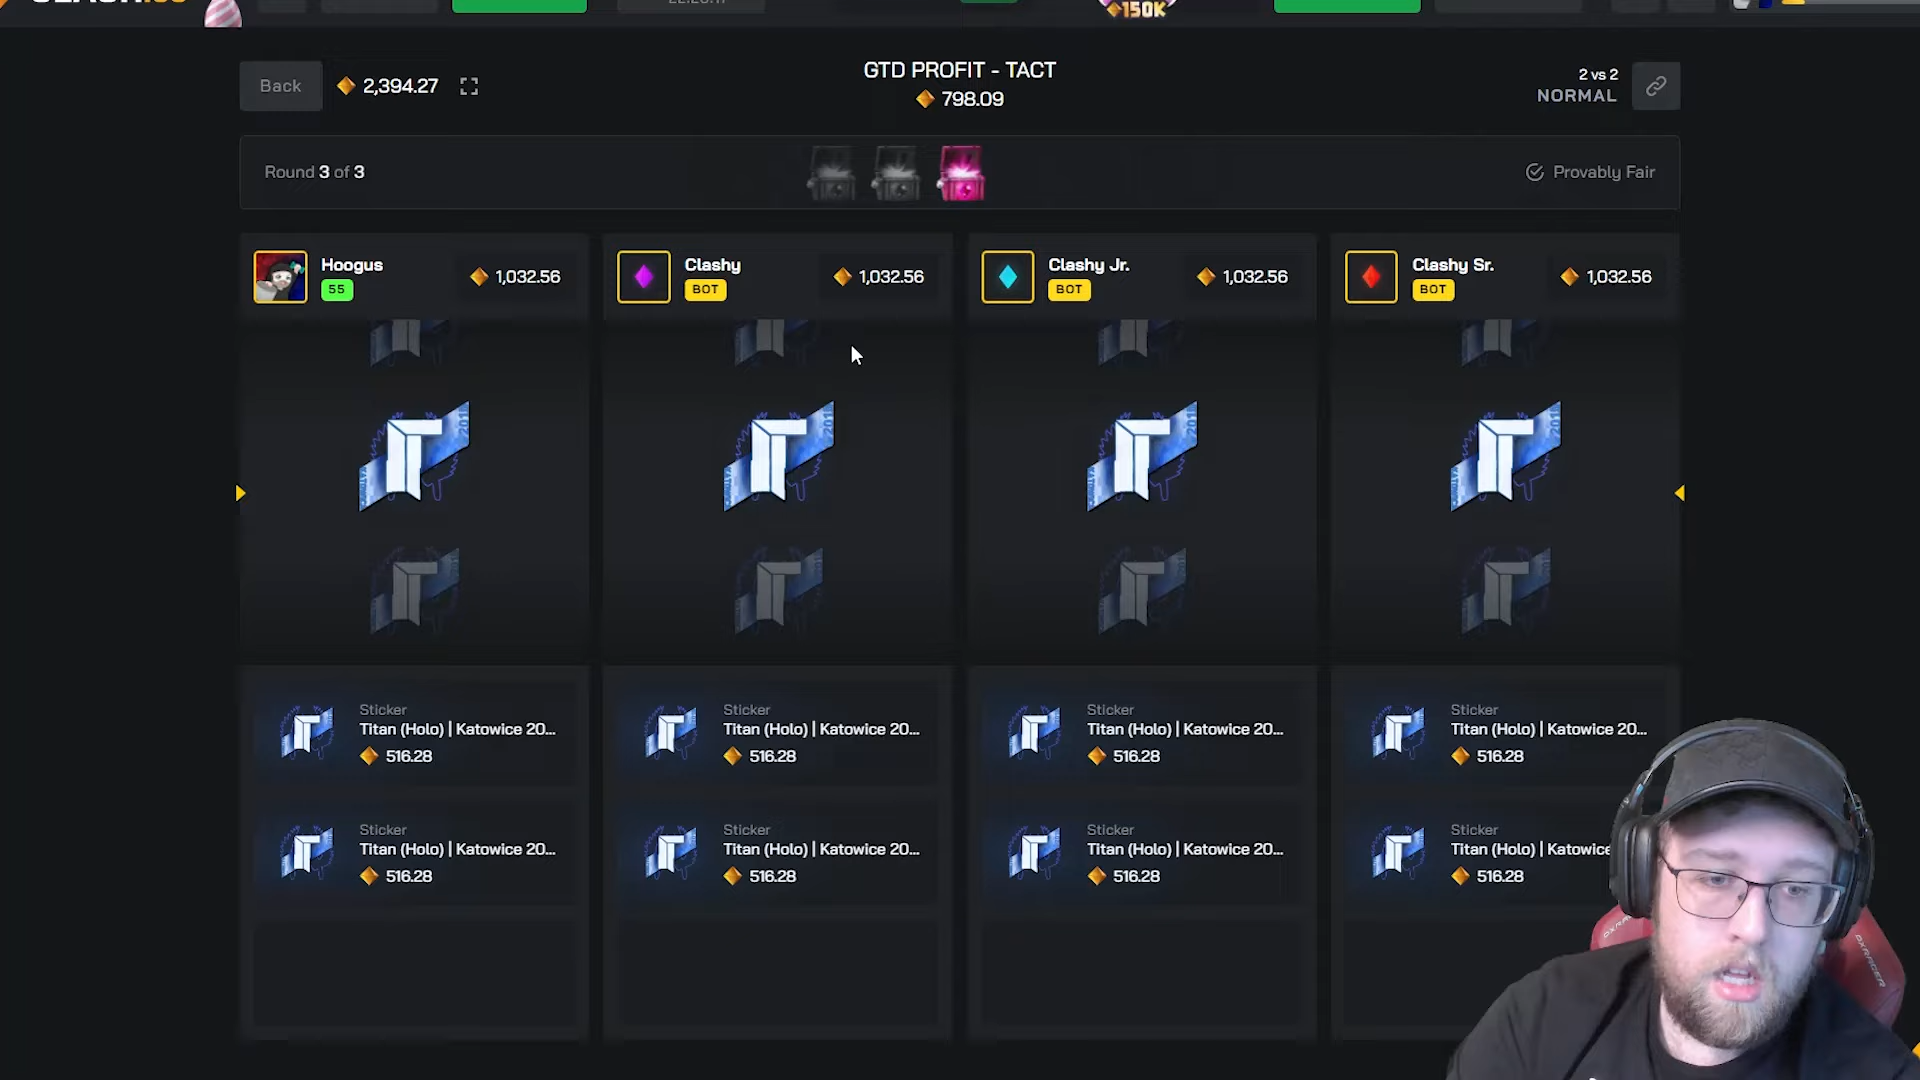 150K
Back
2,394.27
GTD PROFIT - TACT
798.09
2 vs 2
NORMAL
Round 3 of 3
Provably Fair
Hoogus
55
1,032.56
Clashy
BOT
1,032.56
Clashy Jr.
BOT
1,032.56
Clashy Sr.
BOT
1,032.56
Sticker
Titan (Holo) | Katowice 20...
516.28
Sticker
Titan (Holo) | Katowice 20...
516.28
Sticker
Titan (Holo) | Katowice 20...
516.28
Sticker
Titan (Holo) | Katowice 20...
516.28
Sticker
Titan (Holo) | Katowice 20...
516.28
Sticker
Titan (Holo) | Katowice 20...
516.28
Sticker
Titan (Holo) | Katowice 20...
516.28
Sticker
Titan (Holo) | Katowice
516.28
DXRACER